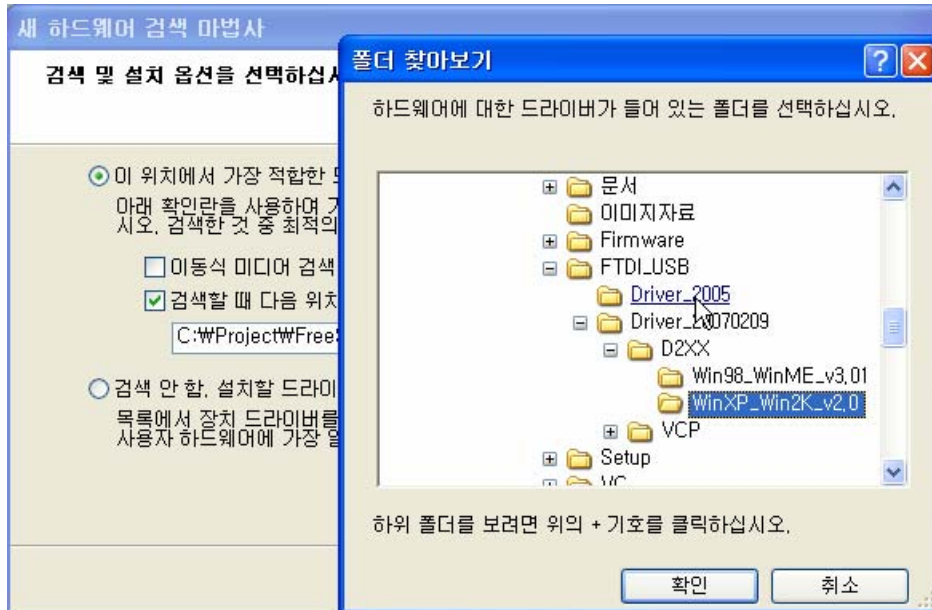 새 하드웨어 검색 마법사
검색 및 설치 옵션을 선택하십시
이 위치에서 가장 적합한
아래 확인란을 사용하여
시오. 검색한 것 중 최적의
이동식 미디어 검색
검색할 때 다음 위치
C:₩Project₩Free
검색 안 함. 설치할 드라이
목록에서 장치 드라이버를
사용자 하드웨어에 가장
폴더 찾아보기
하드웨어에 대한 드라이버가 들어 있는 폴더를 선택하십시오.
문서
이미지자료
Firmware
FTDI_USB
Driver_2005
Driver_20070209
D2XX
Win98_WinME_v3,01
WinXP_Win2K_v2,0
VCP
Setup
VC
하위 폴더를 보려면 위의 + 기호를 클릭하십시오.
확인
취소